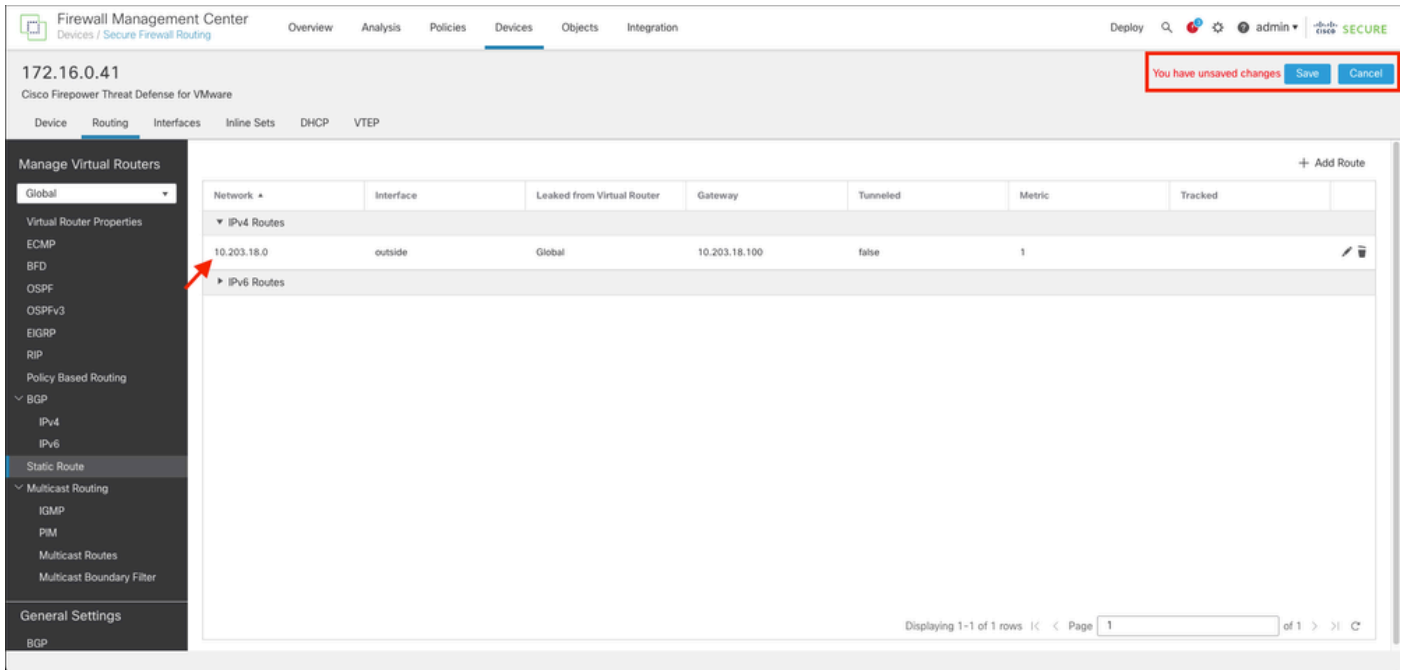 Firewall Management Center
Devices / Secure Firewall Routing
Overview Analysis Policies Devices Objects Integration
Deploy admin
CISCO SECURE
172.16.0.41
Cisco Firepower Threat Defense for VMware
You have unsaved changes Save Cancel
Device Routing Interfaces Inline Sets DHCP VTEP
Manage Virtual Routers
Global
Virtual Router Properties
ECMP
BFD
OSPF
OSPFv3
EIGRP
RIP
Policy Based Routing
BGP
IPv4
IPv6
Static Route
Multicast Routing
IGMP
PIM
Multicast Routes
Multicast Boundary Filter
General Settings
BGP
+ Add Route
Network Interface Leaked from Virtual Router Gateway Tunneled Metric Tracked
IPv4 Routes
10.203.18.0 outside Global 10.203.18.100 false 1
IPv6 Routes
Displaying 1-1 of 1 rows |< < Page 1 of 1 > >|